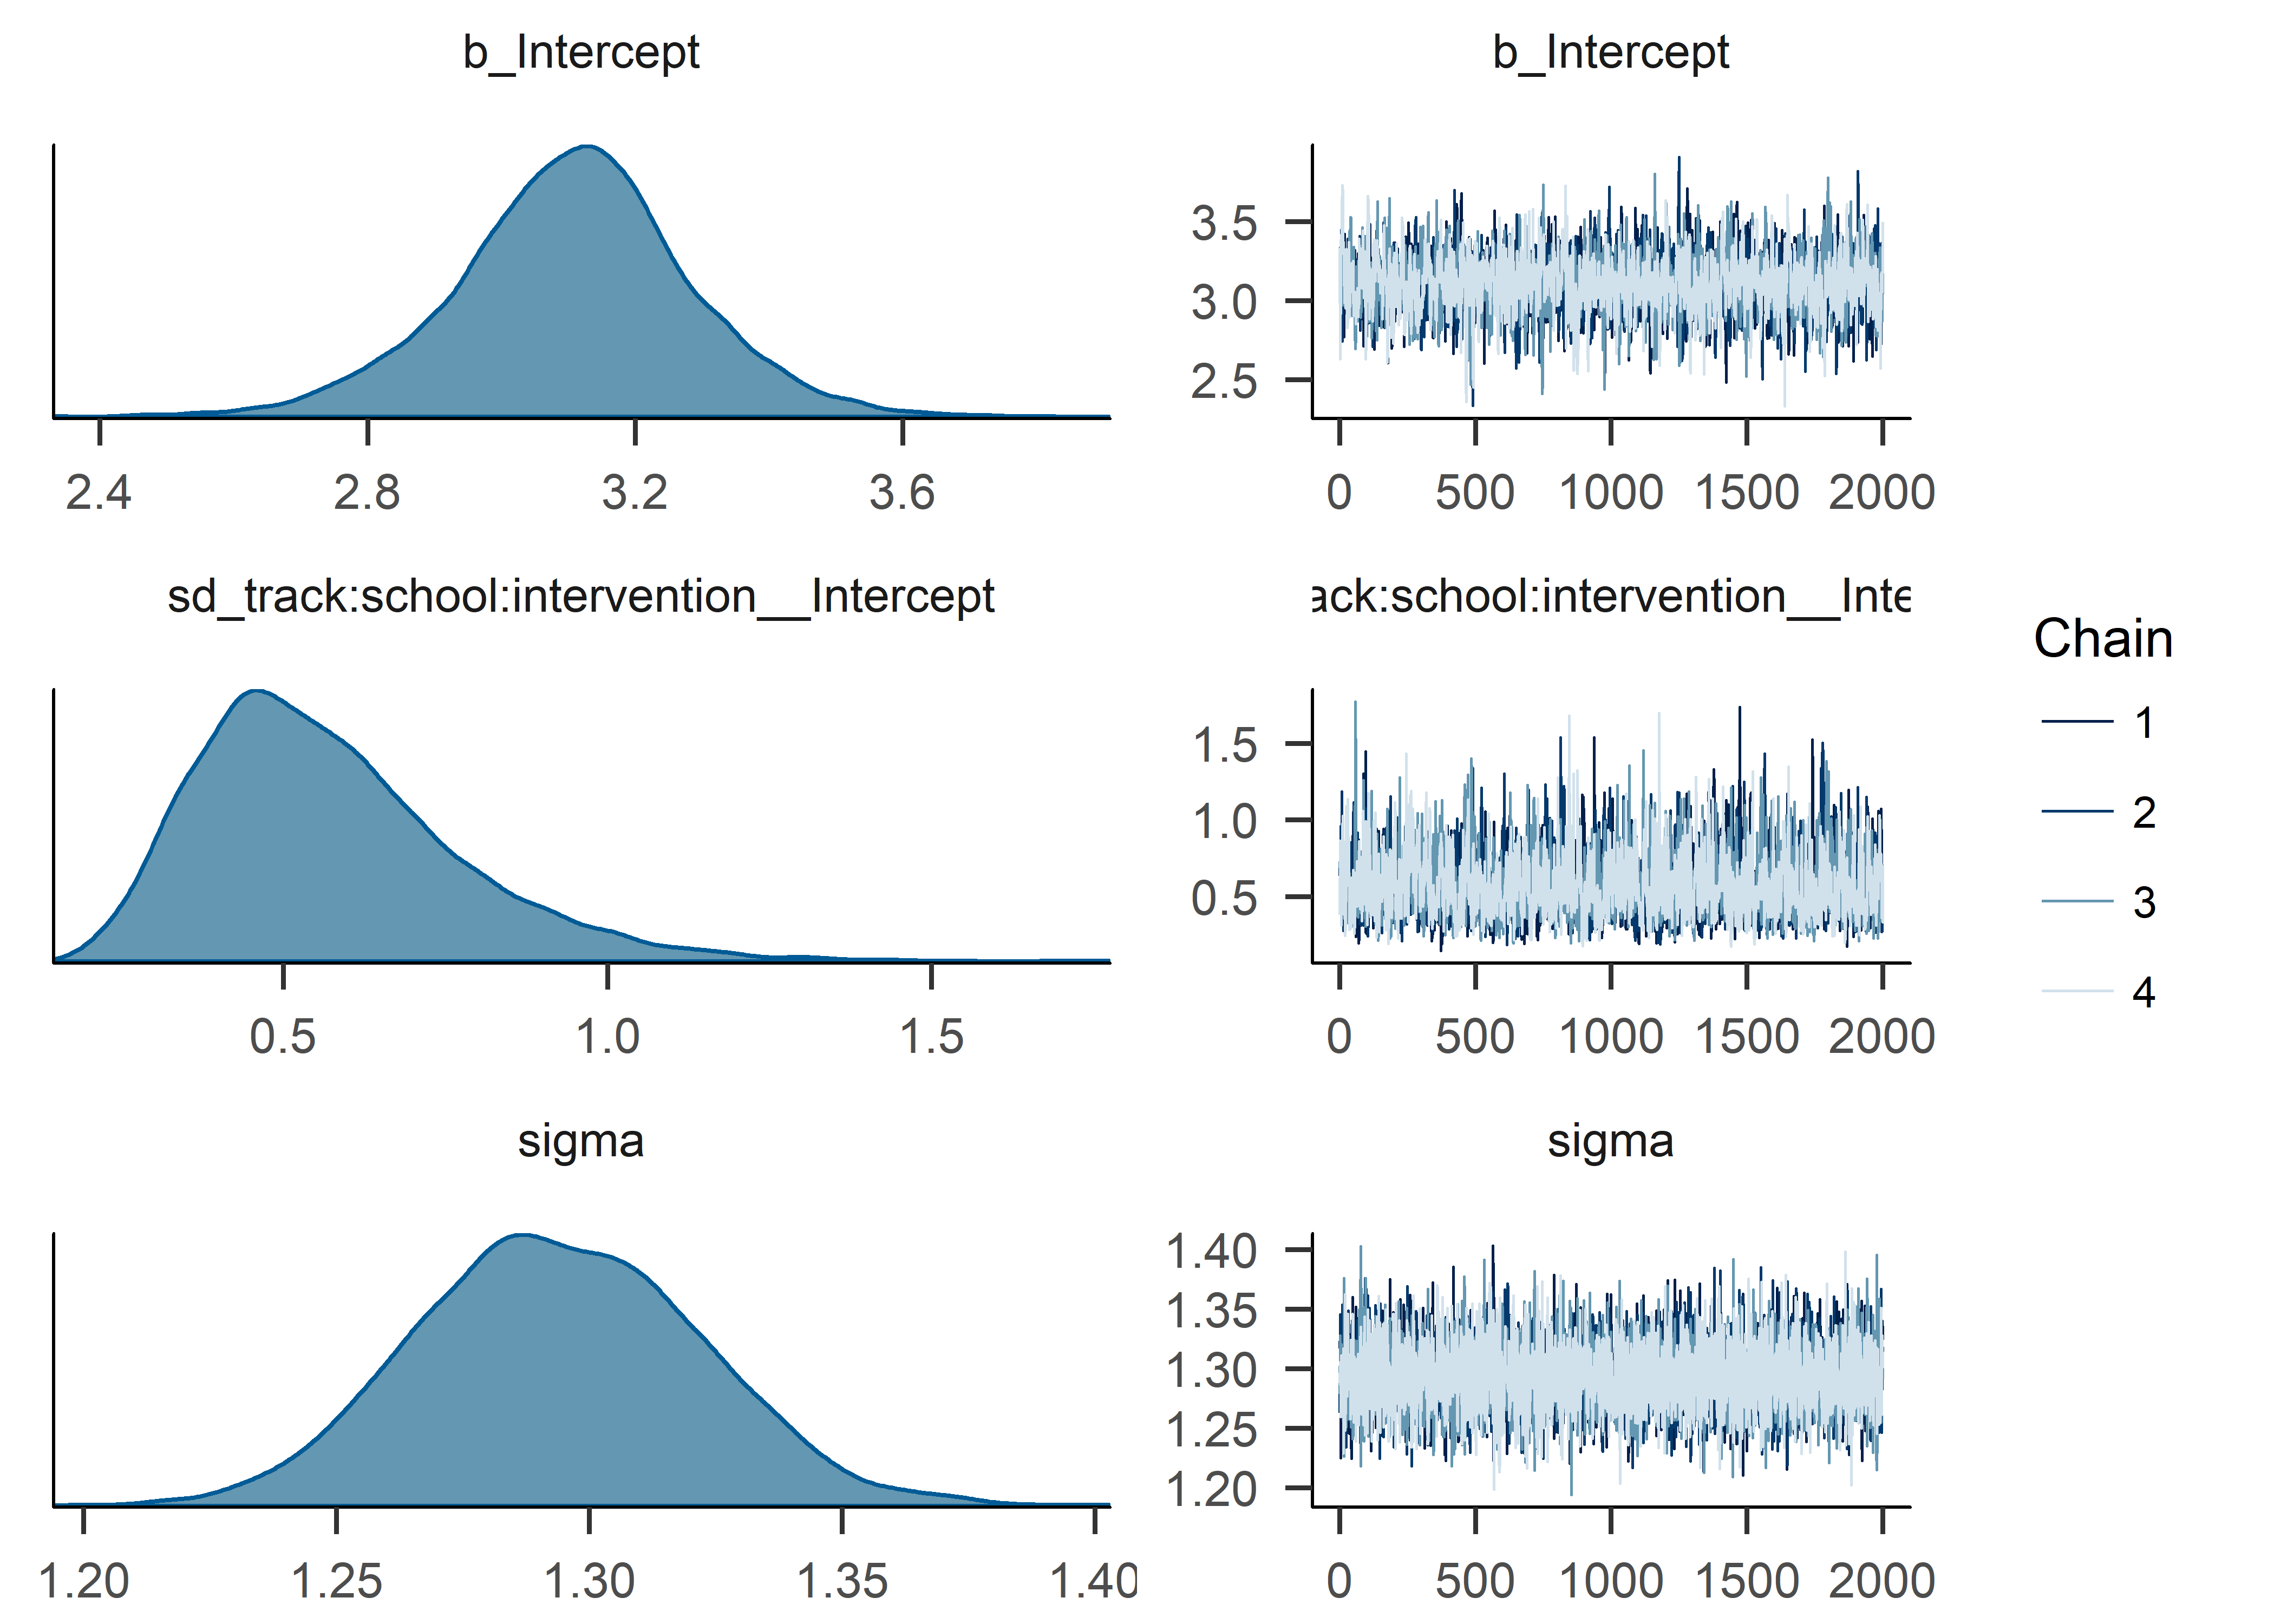 b_Intercept
b_Intercept
3.5
3.0
2.5
2.4 2.8 3.2 3.6
0 500 1000 1500 2000
sd_track:school:intervention__Intercept
ack:school:intervention__Inte
1.5
1.0
0.5
0.5 1.0 1.5
0 500 1000 1500 2000
Chain
1
2
3
4
sigma
sigma
1.40
1.35
1.30
1.25
1.20
1.20 1.25 1.30 1.35 1.40
0 500 1000 1500 2000